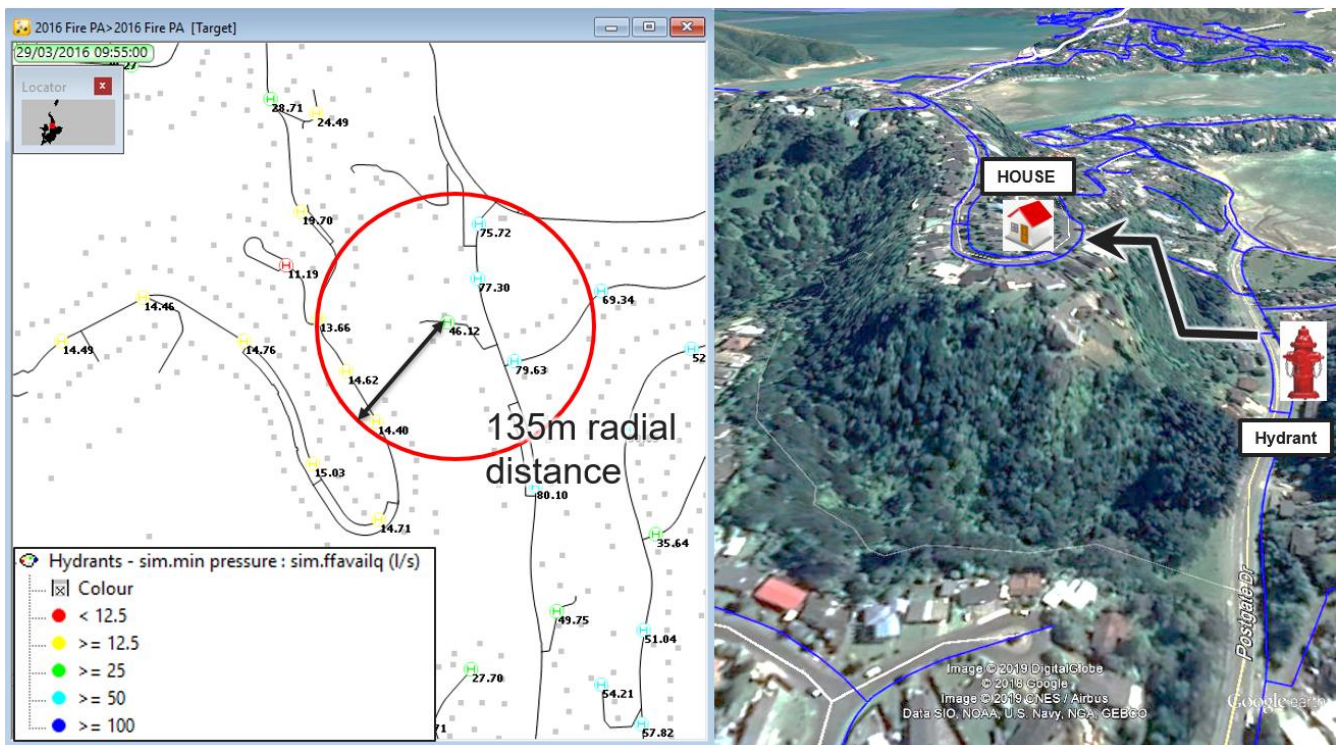 2016 Fire PA>2016 Fire PA [Target]
29/03/2016 09:55:00
Locator
x
28.71
24.49
19.70
75.72
11.19
77.30
69.34
14.46
13.66
46.12
14.49
14.76
52
14.62
79.63
14.40
135m radial
distance
15.03
80.10
14.71
35.64
49.75
51.04
27.70
54.21
57.82
71
Hydrants - sim.min pressure : sim.ffavailq (l/s)
Colour
< 12.5
>= 12.5
>= 25
>= 50
>= 100
HOUSE
Hydrant
Postgate Dr
Image © 2019 DigitalGlobe
© 2018 Google
Image © 2019 CNES / Airbus
Data SIO, NOAA, U.S. Navy, NGA, GEBCO
Google earth